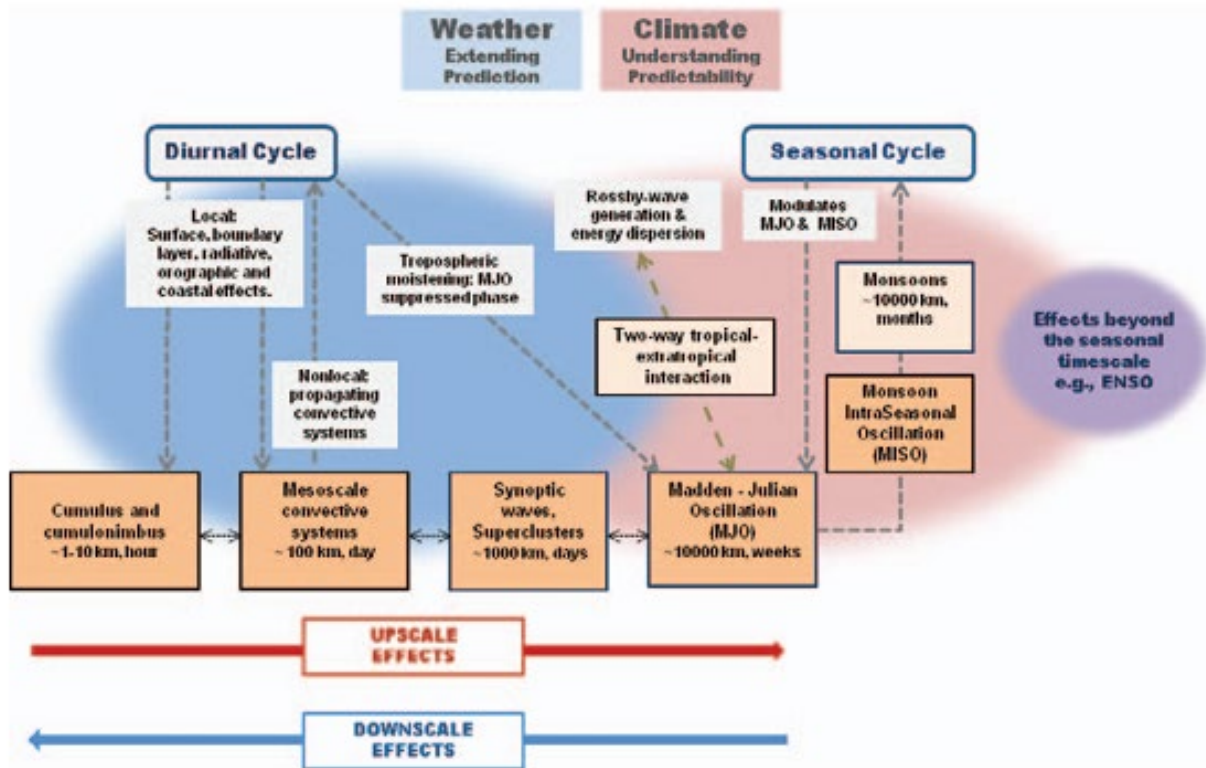 Weather
Extending
Prediction
Climate
Understanding
Predictability
Diurnal Cycle
Seasonal Cycle
Local:
Surface, boundary
layer, radiative,
orographic and
coastal effects.
Nonlocal:
propagating
convective
systems
Tropospheric
moistening: MJO
suppressed phase
Rossby-wave
generation &
energy dispersion
Two-way tropical-
extratropical
interaction
Modulates
MJO & MISO
Monsoons
~10000 km,
months
Monsoon
IntraSeasonal
Oscillation
(MISO)
Effects beyond
the seasonal
timescale
e.g., ENSO
Cumulus and
cumulonimbus
~1-10 km, hour
Mesoscale
convective
systems
~100 km, day
Synoptic
waves,
Superclusters
~1000 km, days
Madden - Julian
Oscillation
(MJO)
~10000 km, weeks
UPSCALE
EFFECTS
DOWNSCALE
EFFECTS